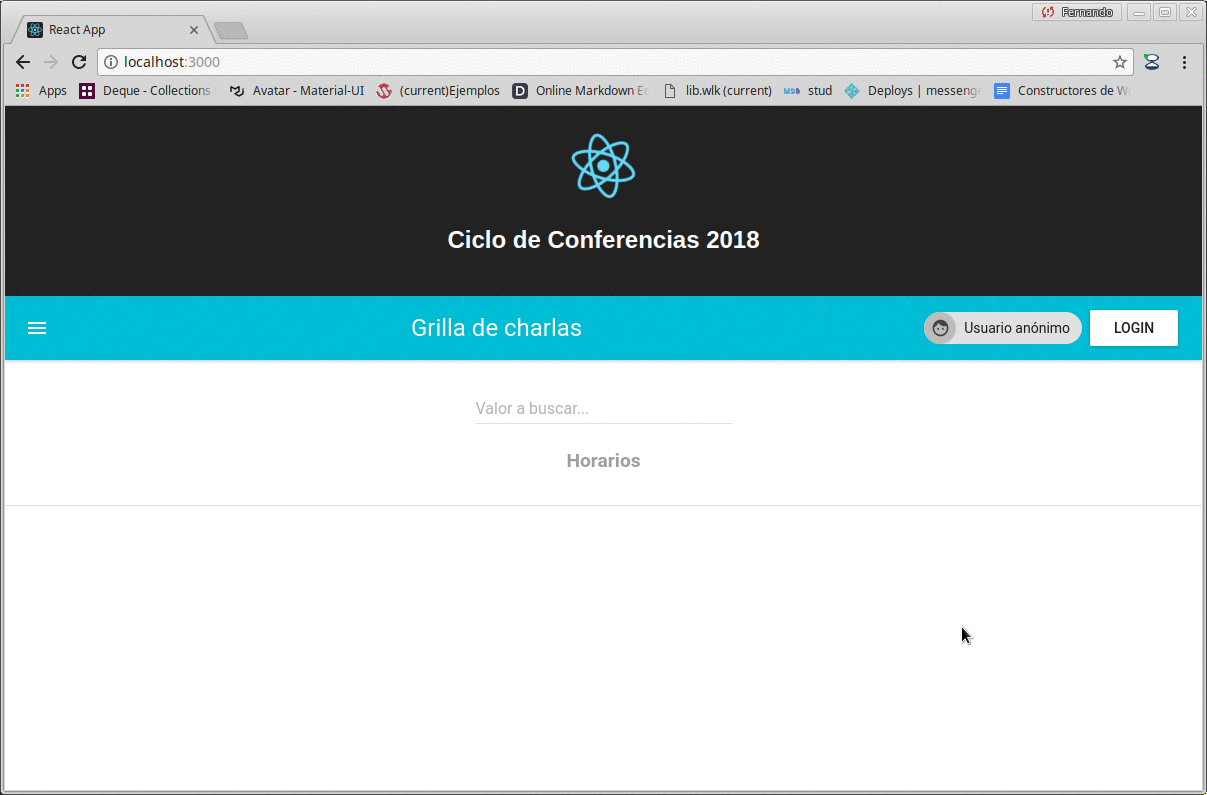 Fernando
React App
localhost:3000
Apps
Deque - Collections
Avatar - Material-UI
(current)Ejemplos
Online Markdown E
lib.wlk (current)
MDB
stud
Deploys | messeng
Constructores de W
Ciclo de Conferencias 2018
Grilla de charlas
Usuario anónimo
LOGIN
Valor a buscar...
Horarios